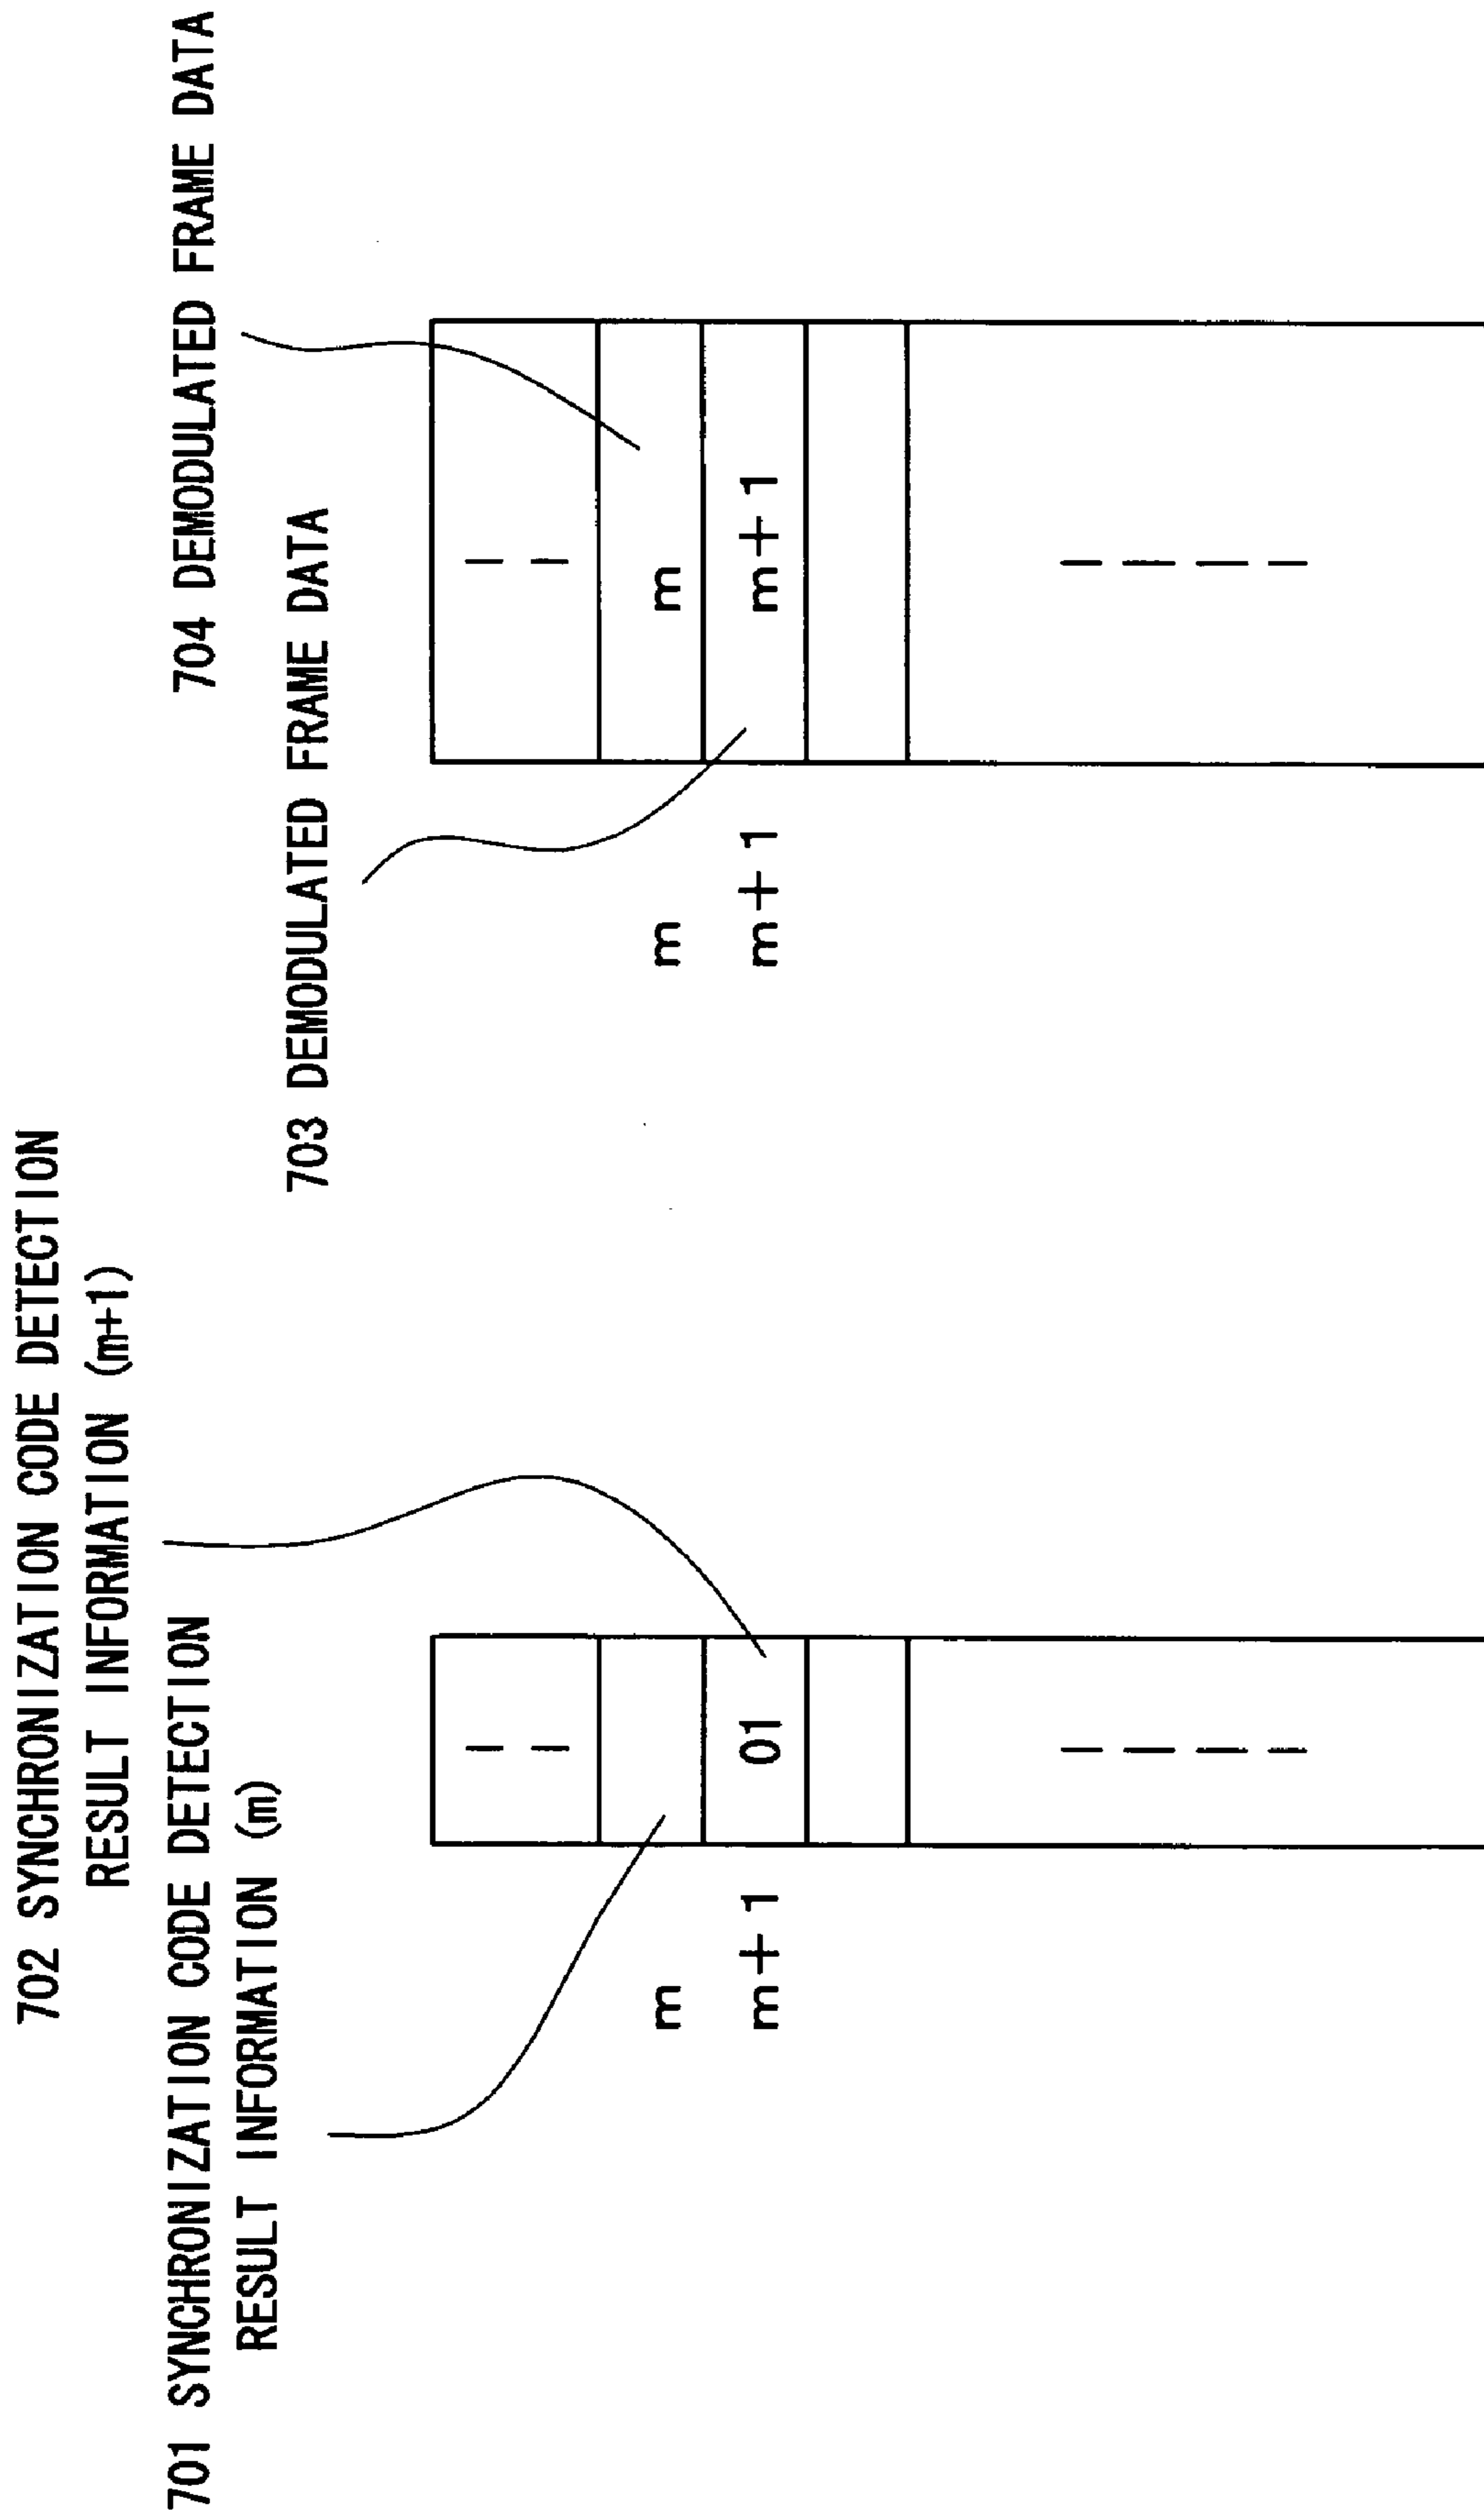 702 SYNCHRONIZATION CODE DETECTION
RESULT INFORMATION (m+1)
701 SYNCHRONIZATION CODE DETECTION
RESULT INFORMATION (m)
m
m+1
01
704 DEMODULATED FRAME DATA
703 DEMODULATED FRAME DATA
m
m+1
m
m+1